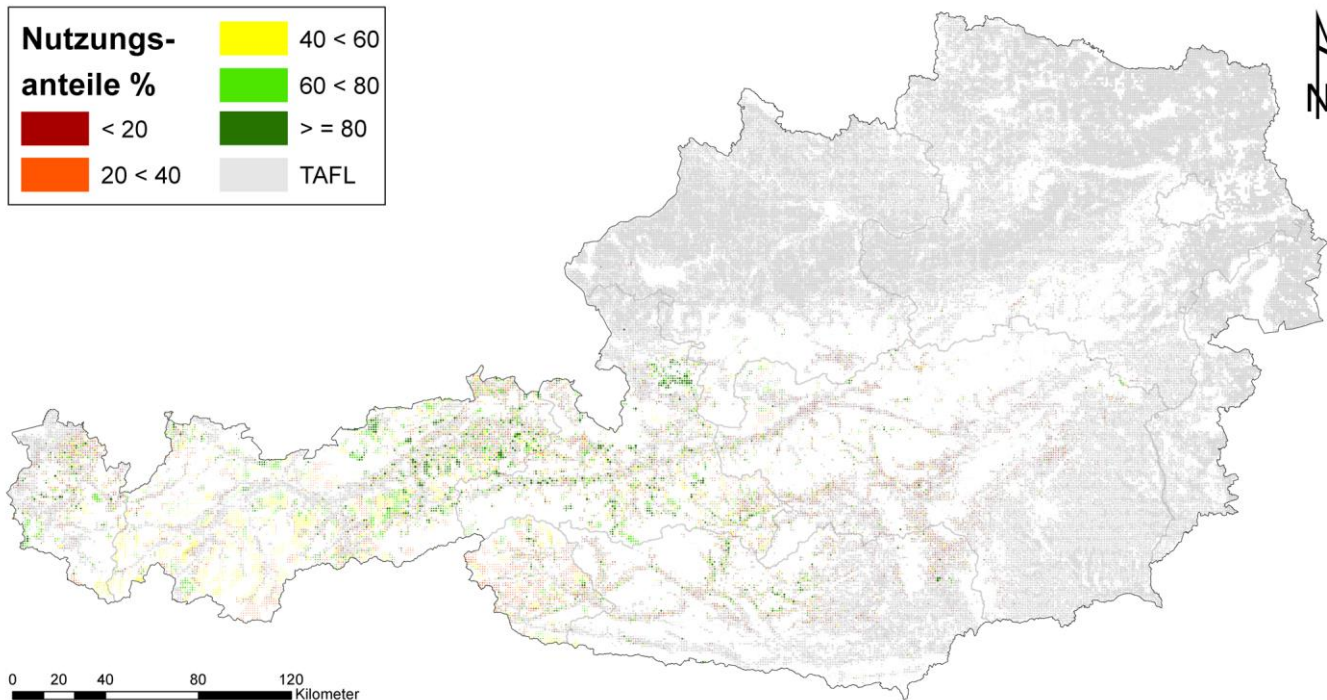 Nutzungs-
anteile %
< 20
20 < 40
40 < 60
60 < 80
> = 80
TAFL
N
0 20 40 80 120
Kilometer